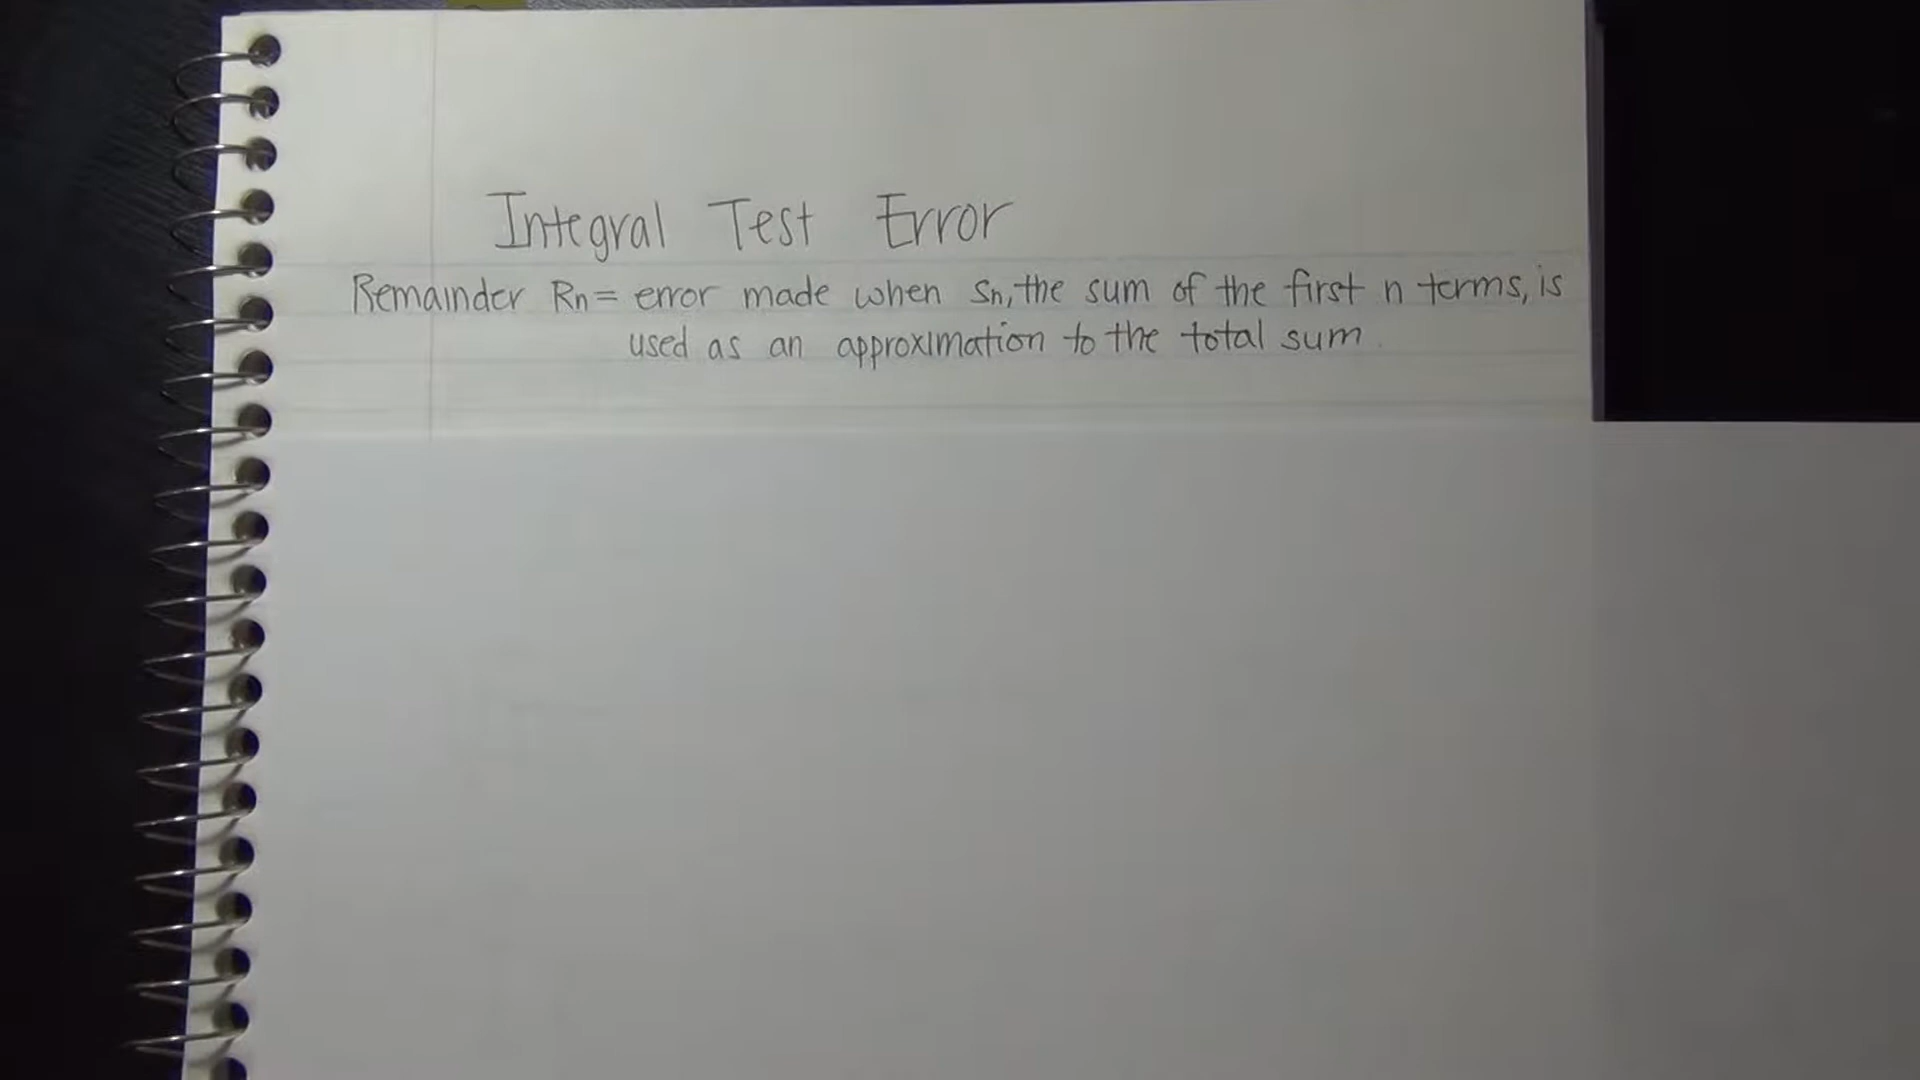 Integral Test Error
Remainder Rn= error made when Sn, the sum of the first n terms, is
used as an approximation to the total sum.